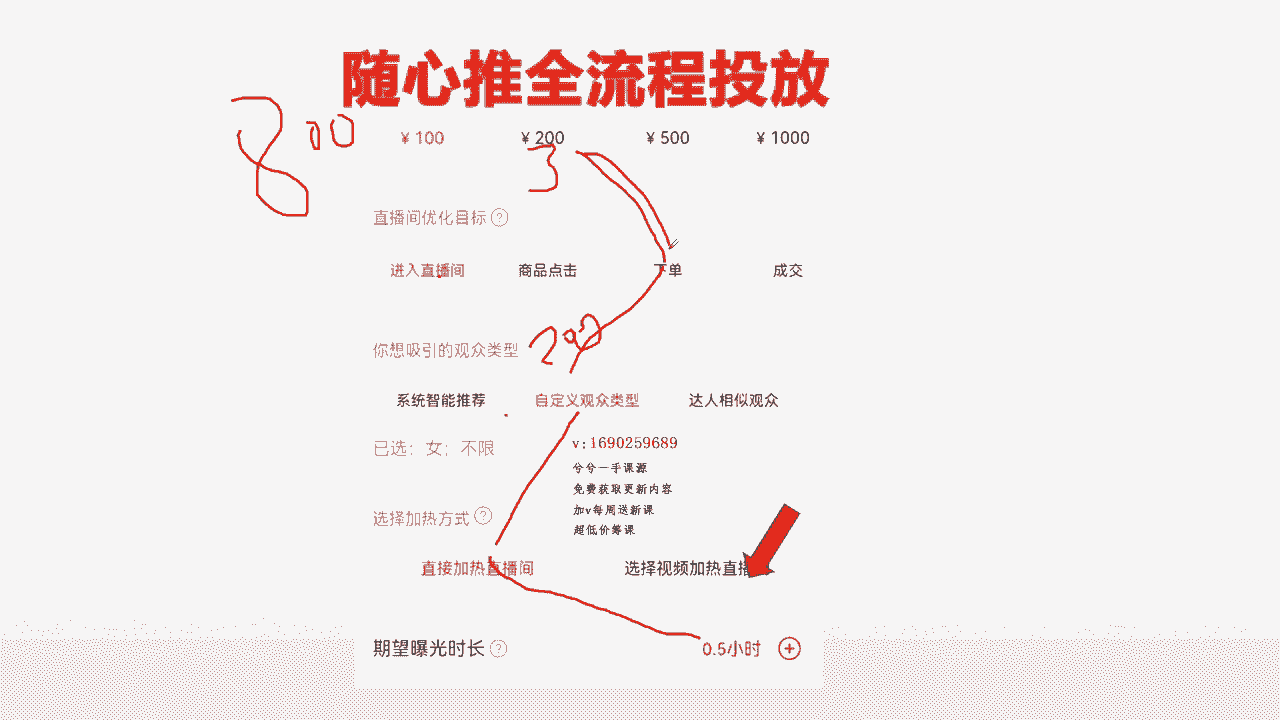 随心推全流程投放
800
¥ 100 ¥ 200 ¥ 500 ¥ 1000
3
直播间优化目标 ?
进入直播间 商品点击 下单 成交
你想吸引的观众类型 200
系统智能推荐 自定义观众类型 达人相似观众
已选：女；不限
v:1690259689
兮兮一手课源
免费获取更新内容
加v每周送新课
超低价筹课
选择加热方式 ?
直接加热直播间 选择视频加热直播
期望曝光时长 ? 0.5小时 +